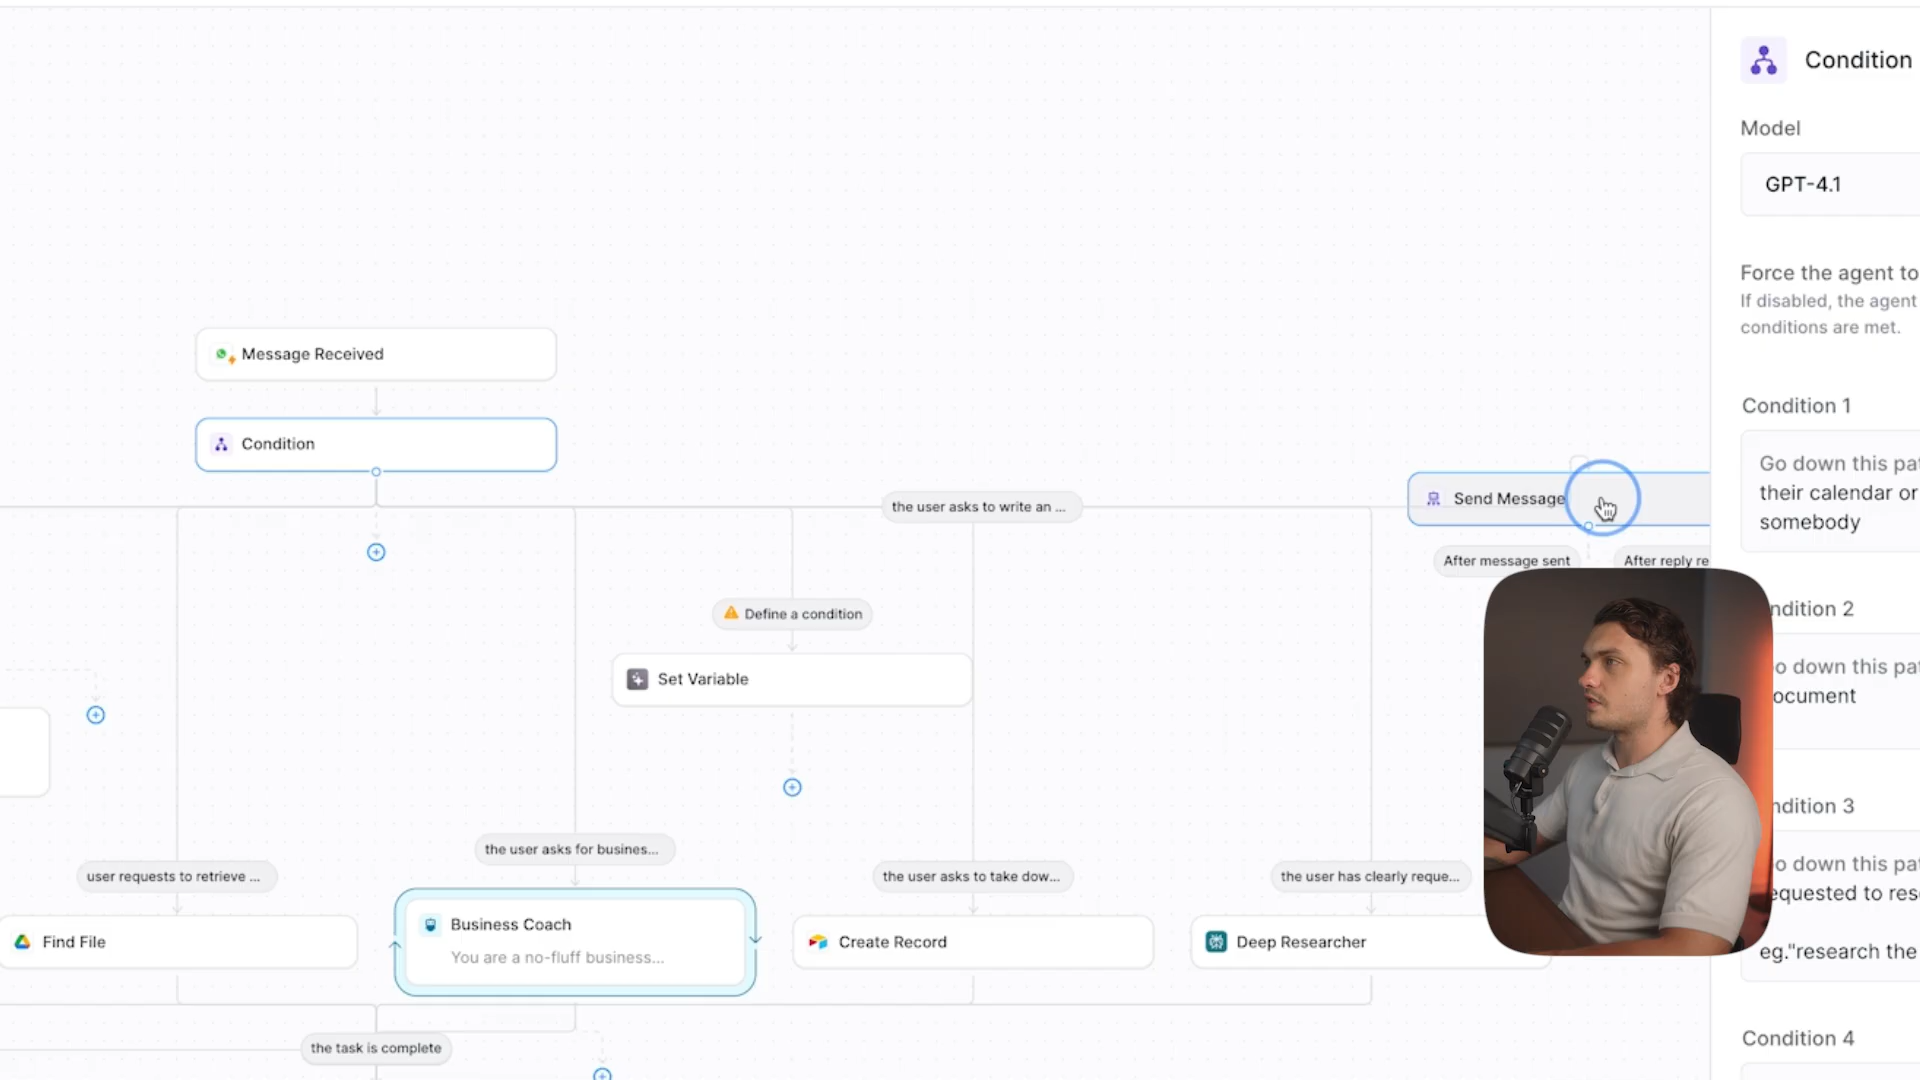 Condition
Model
GPT-4.1
Force the agent to
If disabled, the agent
conditions are met.
Message Received
Condition
Condition 1
Go down this pat
their calendar or
somebody
the user asks to write an ...
Send Message
After message sent
After reply re
Define a condition
ndition 2
o down this pat
ocument
Set Variable
ndition 3
the user asks for busines...
user requests to retrieve ...
the user asks to take dow...
the user has clearly reque...
o down this pat
equested to res
eg."research the
Business Coach
You are a no-fluff business...
Find File
Create Record
Deep Researcher
Condition 4
the task is complete